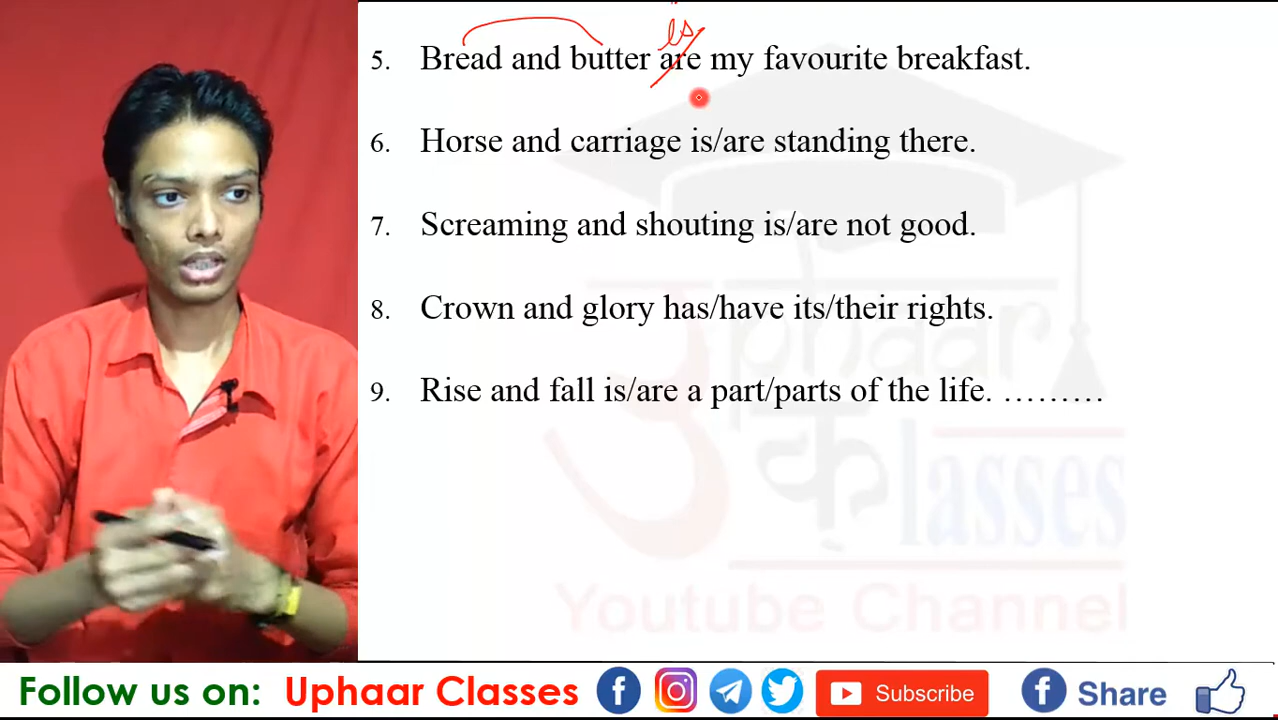 is
5. Bread and butter are my favourite breakfast.
6. Horse and carriage is/are standing there.
7. Screaming and shouting is/are not good.
8. Crown and glory has/have its/their rights.
9. Rise and fall is/are a part/parts of the life. .........
उphaar
क्lasses
Youtube Channel
Follow us on: Uphaar Classes Subscribe Share